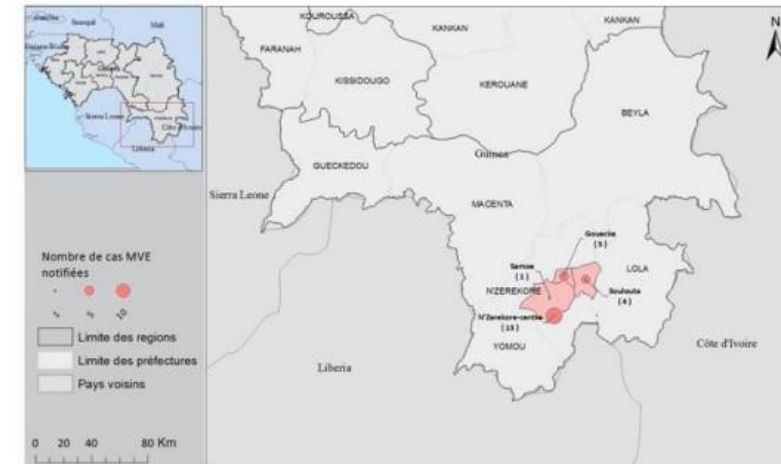 Senegal
Mali
Sierra Leone
Côte d'Ivoire
Liberia
Nombre de cas MVE
notifiées
1
5
10
Limite des regions
Limite des préfectures
Pays voisins
0 20 40 80 Km
N
KOUROUSSA
KANKAN
KANKAN
FARANAH
KISSIDOUGO
KEROUANE
BEYLA
GUECKEDOU
Guinea
Sierra Leone
MACENTA
Gouecke
Samoe
(1)
LOLA
N'ZEREKORE
Soulouta
(4)
N'Zerekore-centre
YOMOU
Côte d'Ivoire
Liberia